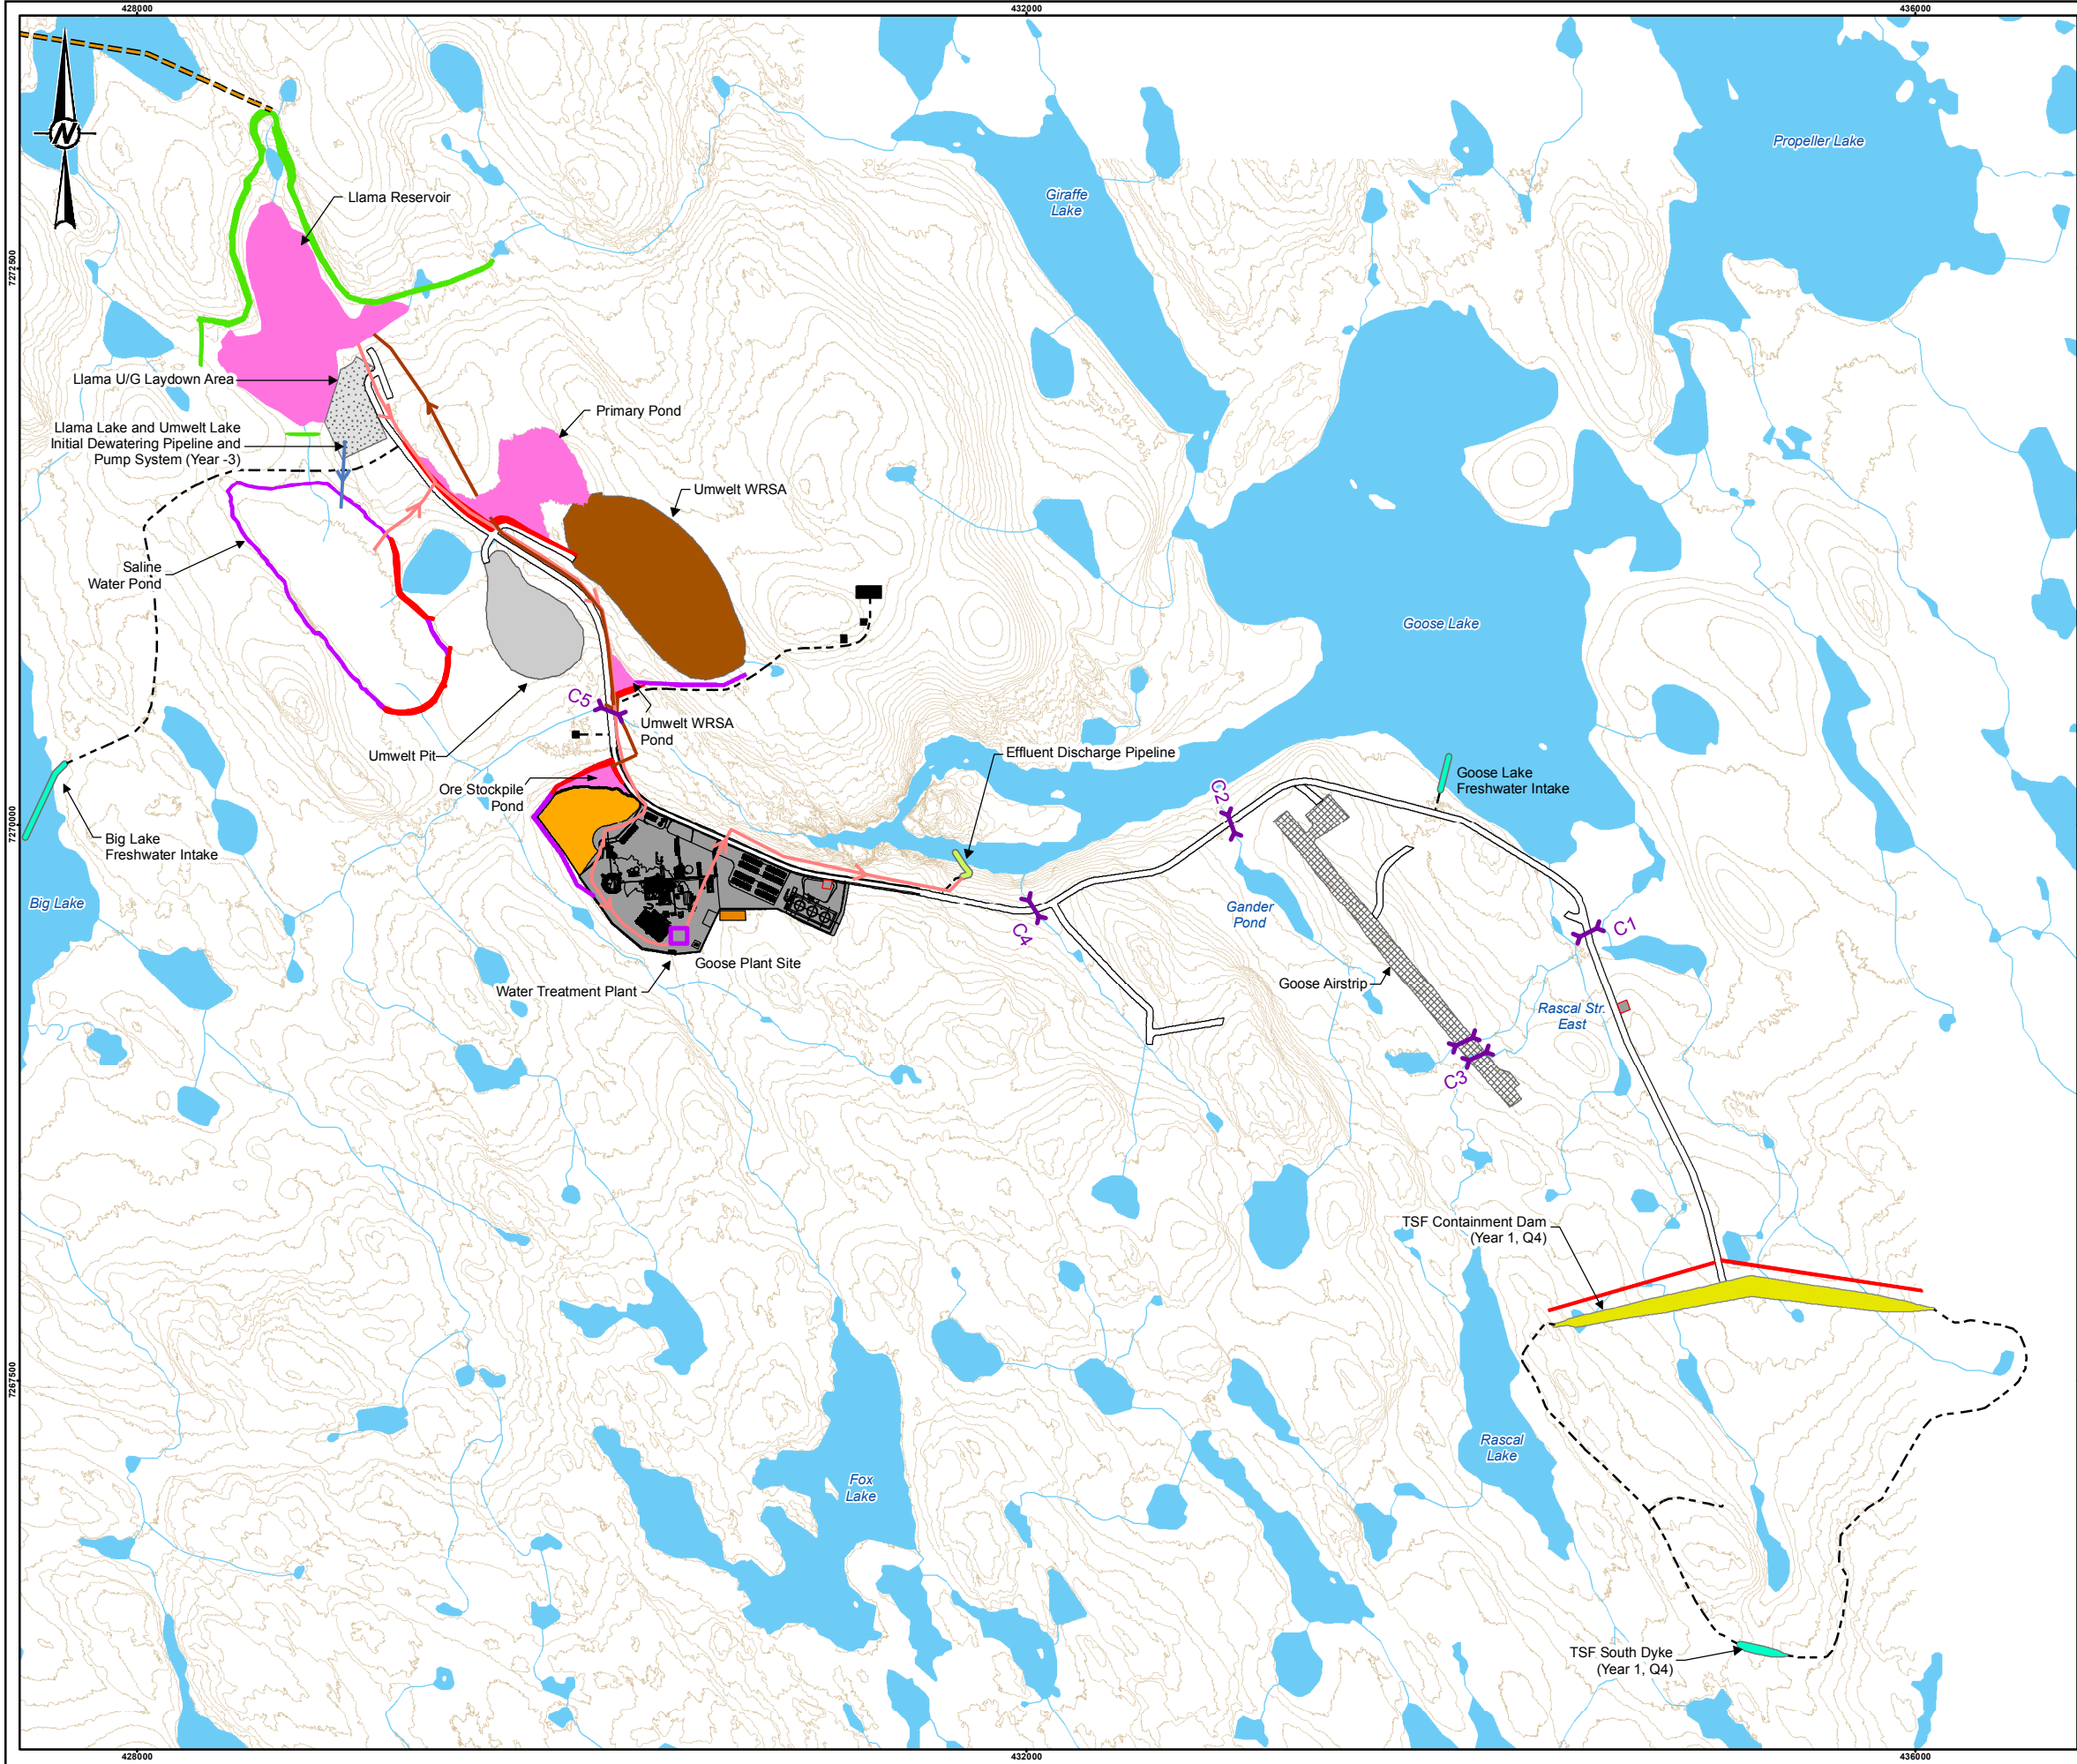 428000
432000
436000
N
Propeller Lake
Giraffe
Lake
Llama Reservoir
7272500
Llama U/G Laydown Area
Primary Pond
Llama Lake and Umwelt Lake
Initial Dewatering Pipeline and
Pump System (Year -3)
Umwelt WRSA
Saline
Water Pond
Goose Lake
C5
Umwelt WRSA
Pond
Umwelt Pit
Effluent Discharge Pipeline
Ore Stockpile
Pond
C2
Goose Lake
Freshwater Intake
7270000
Big Lake
Freshwater Intake
Big Lake
Gander
Pond
C4
C1
Goose Plant Site
Water Treatment Plant
Goose Airstrip
Rascal Str.
East
C3
TSF Containment Dam
(Year 1, Q4)
7267500
Rascal
Lake
Fox
Lake
TSF South Dyke
(Year 1, Q4)
428000
432000
436000